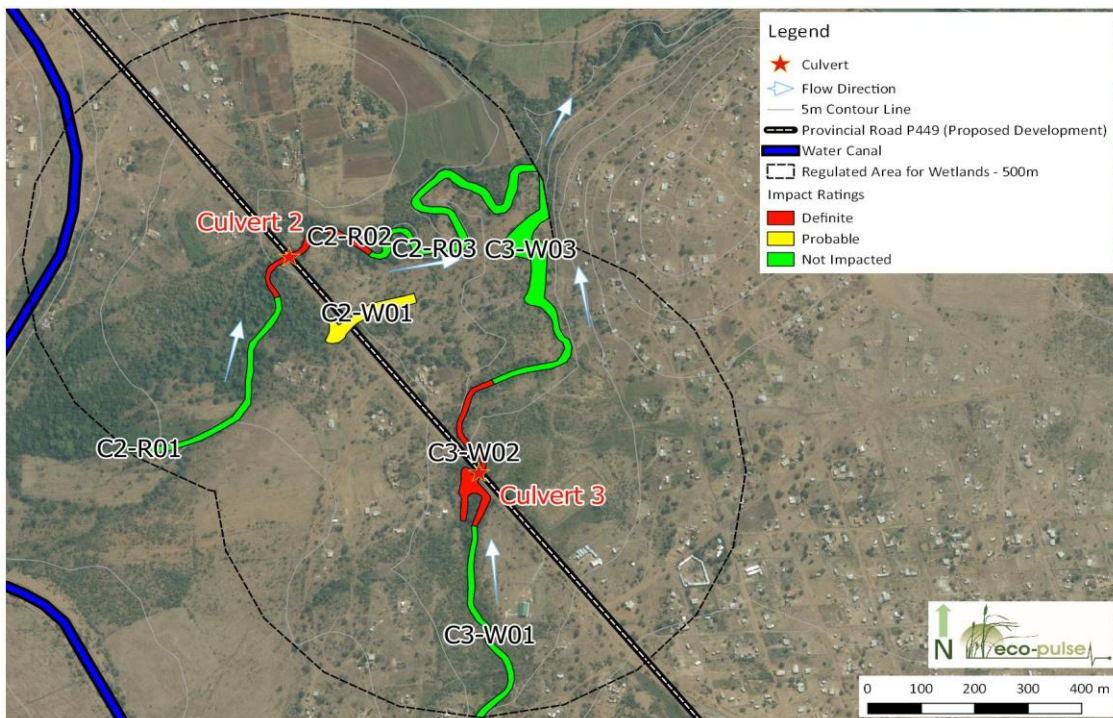 Legend
Culvert
Flow Direction
5m Contour Line
Provincial Road P449 (Proposed Development)
Water Canal
Regulated Area for Wetlands - 500m
Impact Ratings
Definite
Probable
Not Impacted
Culvert 2
C2-R02
C2-R03
C3-W03
C2-W01
C2-R01
C3-W02
Culvert 3
C3-W01
N
eco-pulse
0 100 200 300 400 m